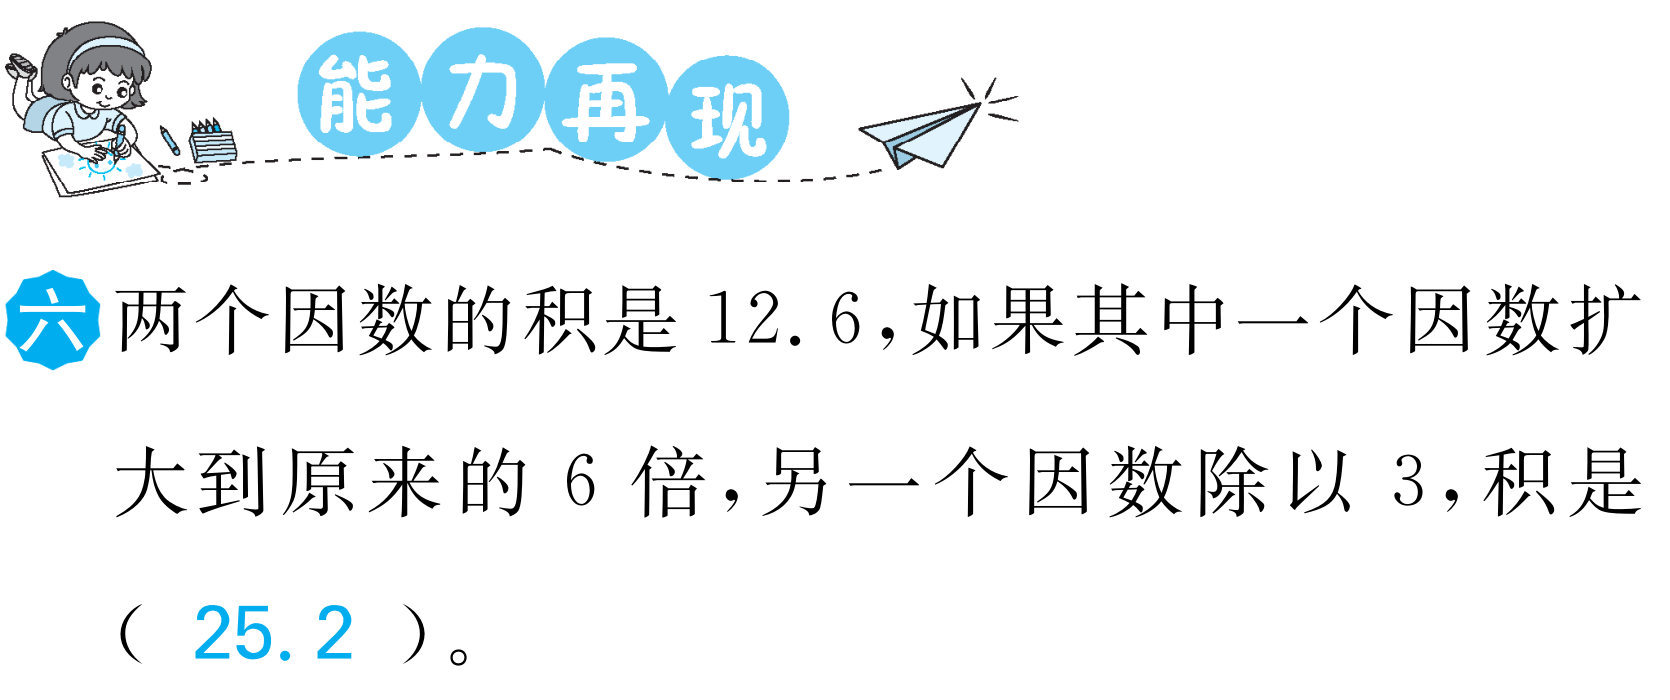 能力再现
六 两个因数的积是 12.6,如果其中一个因数扩
大到原来的 6 倍,另一个因数除以 3,积是
( 25.2 )。